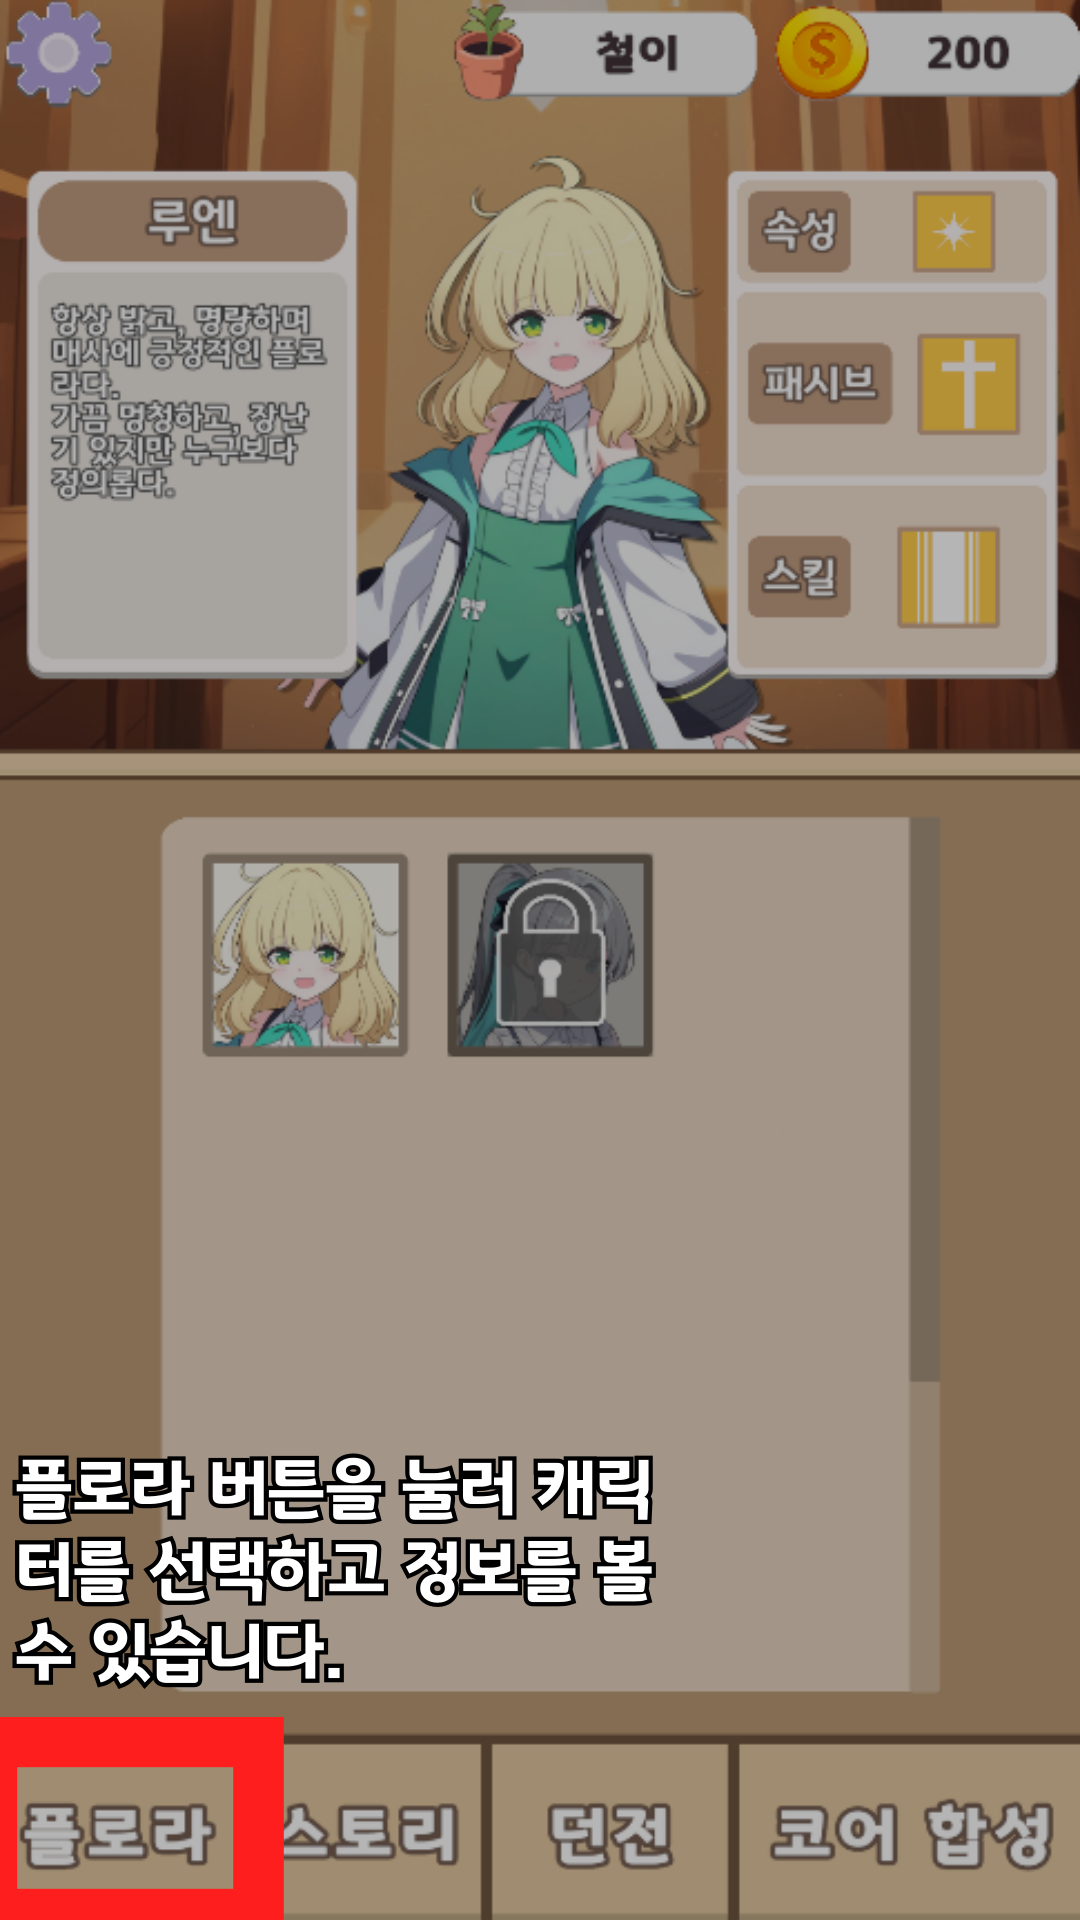 철이
200
루엔
항상 밝고, 명량하며
매사에 긍정적인 플로
라다.
가끔 멍청하고, 장난
기 있지만 누구보다
정의롭다.
속성
패시브
스킬
플로라 버튼을 눌러 캐릭
터를 선택하고 정보를 볼
수 있습니다.
플로라
스토리
던전
코어 합성